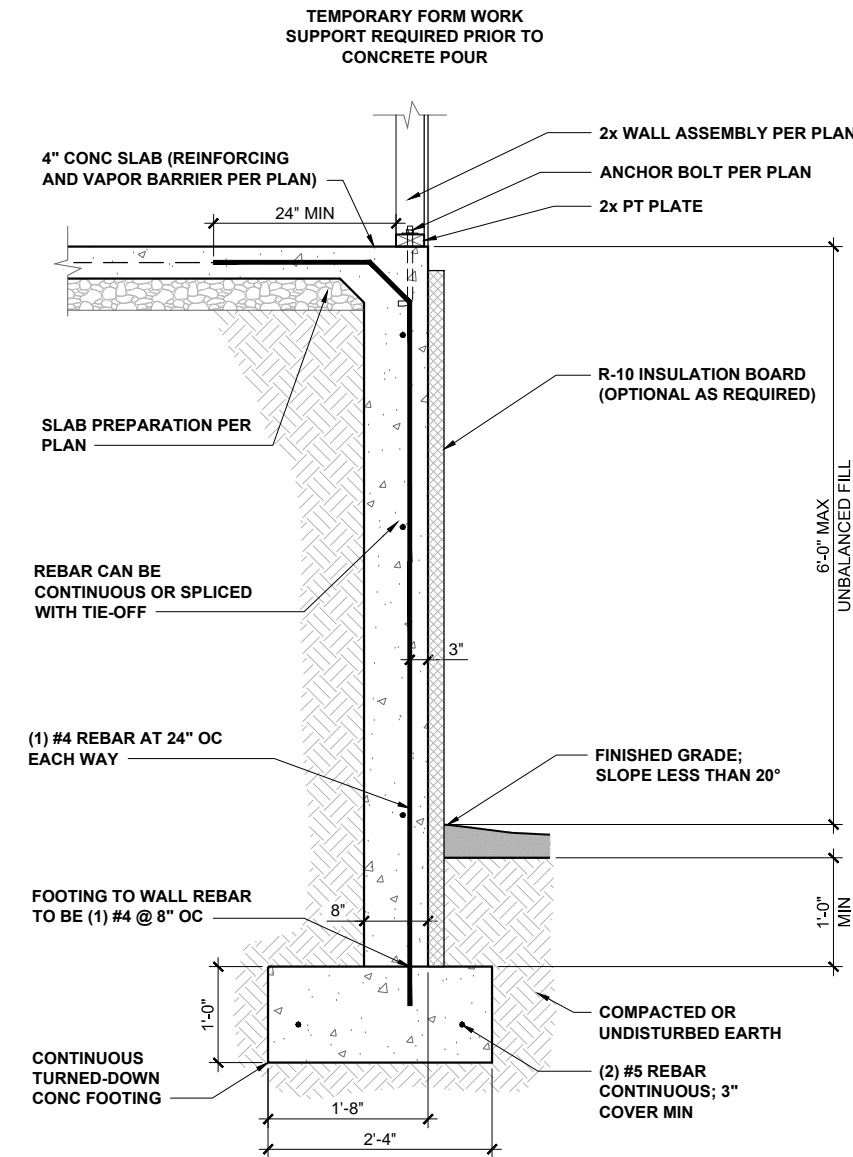 TEMPORARY FORM WORK
SUPPORT REQUIRED PRIOR TO
CONCRETE POUR
2x WALL ASSEMBLY PER PLAN
4" CONC SLAB (REINFORCING
AND VAPOR BARRIER PER PLAN)
ANCHOR BOLT PER PLAN
24" MIN
2x PT PLATE
R-10 INSULATION BOARD
(OPTIONAL AS REQUIRED)
SLAB PREPARATION PER
PLAN
6'-0" MAX
UNBALANCED FILL
REBAR CAN BE
CONTINUOUS OR SPLICED
WITH TIE-OFF
3"
(1) #4 REBAR AT 24" OC
EACH WAY
FINISHED GRADE;
SLOPE LESS THAN 20°
FOOTING TO WALL REBAR
TO BE (1) #4 @ 8" OC
8"
1'-0"
MIN
1'-0"
COMPACTED OR
UNDISTURBED EARTH
CONTINUOUS
TURNED-DOWN
CONC FOOTING
(2) #5 REBAR
CONTINUOUS; 3"
COVER MIN
1'-8"
2'-4"